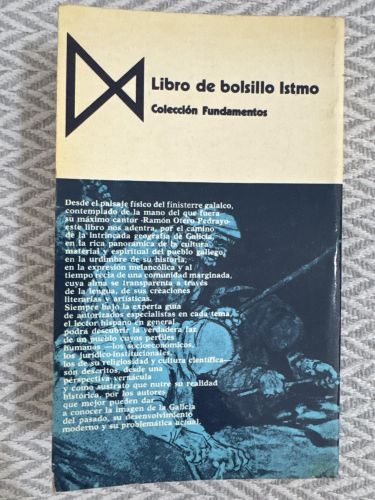 Libro de bolsillo Istmo
Colección Fundamentos
Desde el paisaje físico del finisterre galaico,
contemplado de la mano del que fuera
su máximo cantor -Ramón Otero Pedrayo-
este libro nos adentra, por el camino
de la intrincada geografía de Galicia,
en la rica panorámica de la cultura
material y espiritual del pueblo gallego,
en la urdimbre de su historia,
en la expresión melancólica y al
tiempo recia de una comunidad marginada,
cuya alma se transparenta a través
de la lengua, de sus creaciones
literarias y artísticas.
Siempre bajo la experta guía
de autorizados especialistas en cada tema,
el lector hispano en general,
podrá descubrir la verdadera faz
de un pueblo cuyos perfiles
humanos —los socioeconómicos,
los jurídico-institucionales,
los de su religiosidad y cultura científica—
son descritos, desde una
perspectiva vernácula
y como sustrato que nutre su realidad
histórica, por los autores
que mejor pueden dar
a conocer la imagen de la Galicia
del pasado, su desenvolvimiento
moderno y su problemática actual.